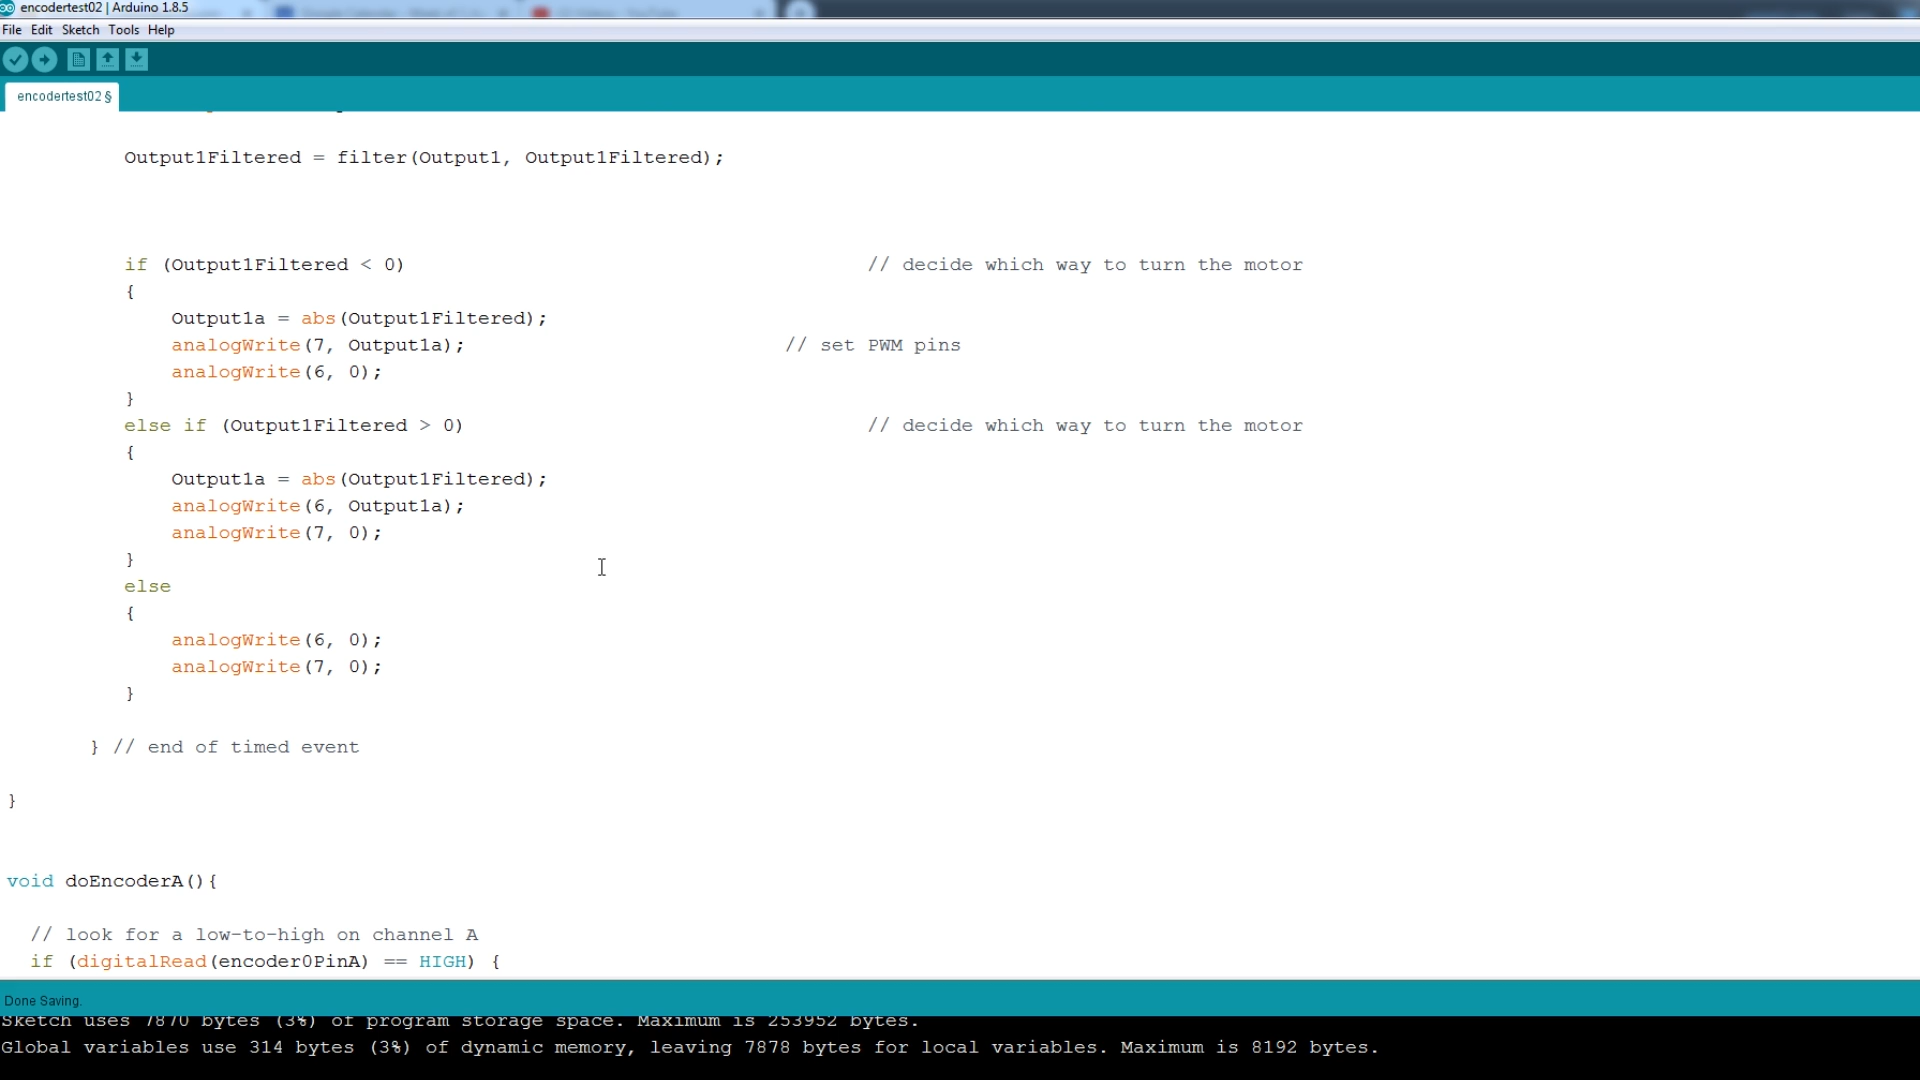 encodertest02 | Arduino 1.8.5
File Edit Sketch Tools Help
encodertest02 §
Output1Filtered = filter(Output1, Output1Filtered);
if (Output1Filtered < 0) // decide which way to turn the motor
{
Output1a = abs(Output1Filtered);
analogWrite(7, Output1a); // set PWM pins
analogWrite(6, 0);
}
else if (Output1Filtered > 0) // decide which way to turn the motor
{
Output1a = abs(Output1Filtered);
analogWrite(6, Output1a);
analogWrite(7, 0);
}
else
{
analogWrite(6, 0);
analogWrite(7, 0);
}
} // end of timed event
}
void doEncoderA(){
// look for a low-to-high on channel A
if (digitalRead(encoder0PinA) == HIGH) {
Done Saving.
Sketch uses 7870 bytes (3%) of program storage space. Maximum is 253952 bytes.
Global variables use 314 bytes (3%) of dynamic memory, leaving 7878 bytes for local variables. Maximum is 8192 bytes.